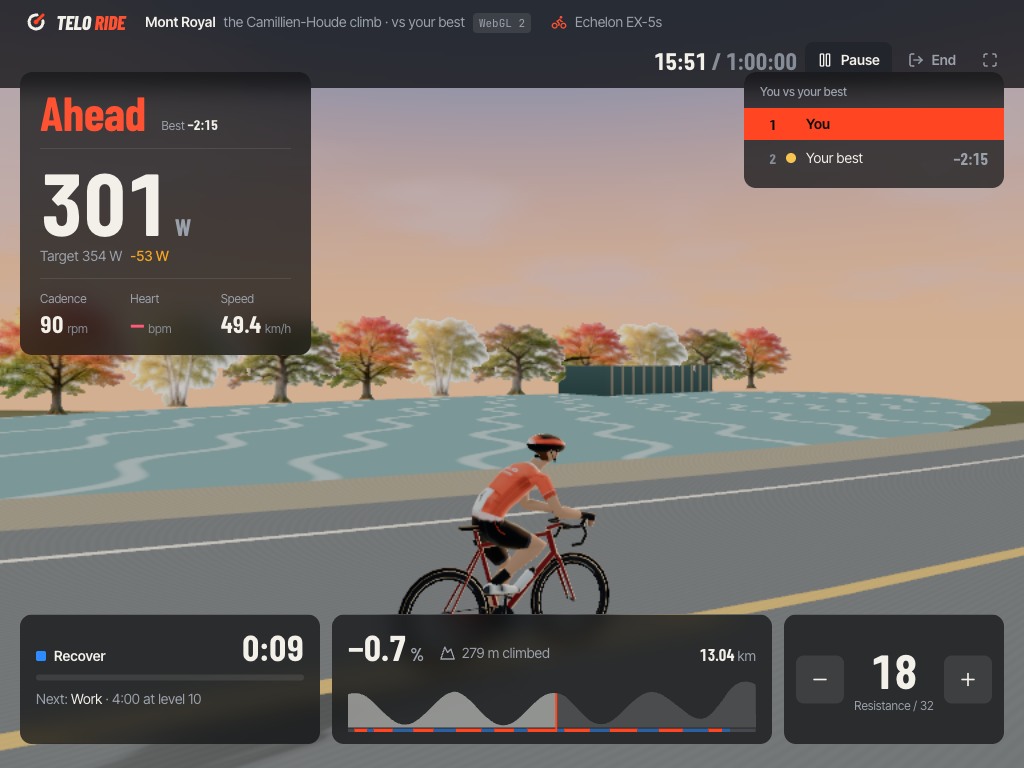 TELO RIDE Mont Royal the Camillien-Houde climb · vs your best WebGL 2 Echelon EX-5s
15:51 / 1:00:00 Pause End
Ahead Best −2:15
301 W
Target 354 W -53 W
Cadence Heart Speed
90 rpm — bpm 49.4 km/h
You vs your best
1 You
2 Your best −2:15
Recover 0:09
Next: Work · 4:00 at level 10
−0.7 % 279 m climbed 13.04 km
− 18 +
Resistance / 32